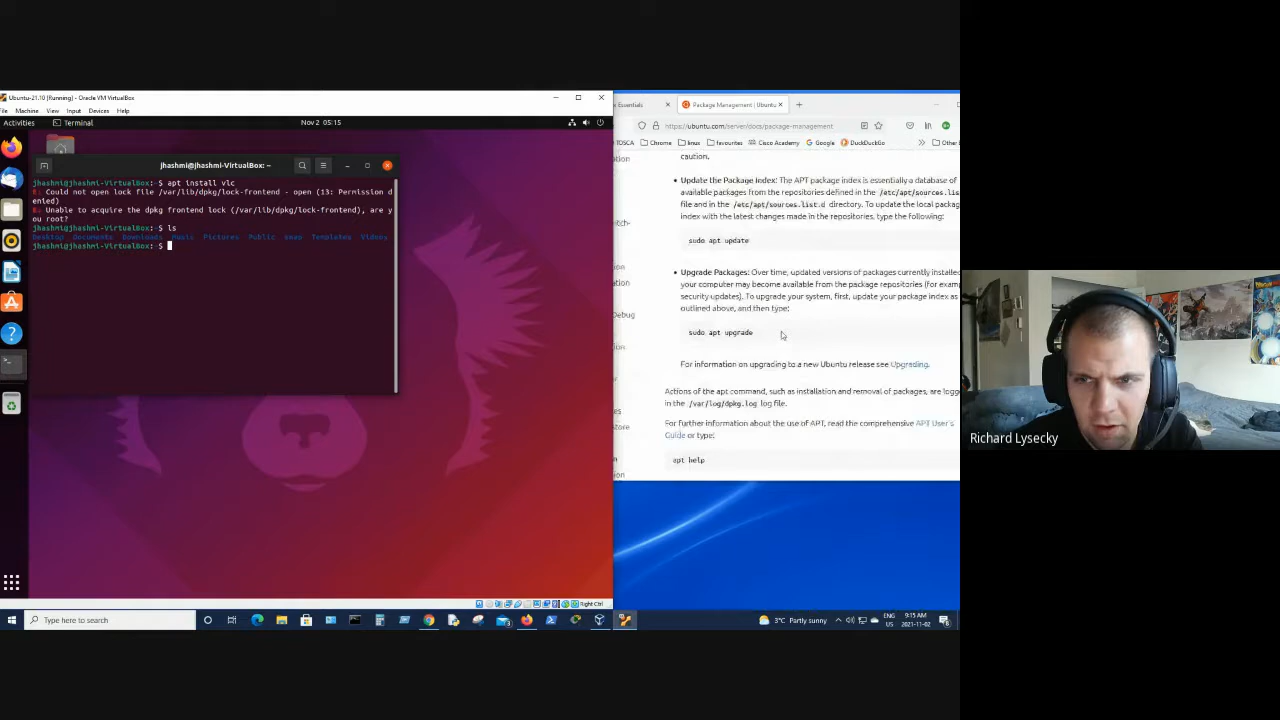 Ubuntu-21.10 [Running] - Oracle VM VirtualBox
File Machine View Input Devices Help
Activities Terminal Nov 2 05:15
jhashmi@jhashmi-VirtualBox: ~
jhashmi@jhashmi-VirtualBox:~$ apt install vlc
E: Could not open lock file /var/lib/dpkg/lock-frontend - open (13: Permission d
enied)
E: Unable to acquire the dpkg frontend lock (/var/lib/dpkg/lock-frontend), are y
ou root?
jhashmi@jhashmi-VirtualBox:~$ ls
Desktop Documents Downloads Music Pictures Public snap Templates Videos
jhashmi@jhashmi-VirtualBox:~$
Right Ctrl
Essentials
Package Management | Ubuntu
https://ubuntu.com/server/docs/package-management
TOSCA Chrome linux favourites Cisco Academy Google DuckDuckGo Other
caution.
Update the Package Index: The APT package index is essentially a database of
available packages from the repositories defined in the /etc/apt/sources.lis
file and in the /etc/apt/sources.list.d directory. To update the local packag
index with the latest changes made in the repositories, type the following:
sudo apt update
Upgrade Packages: Over time, updated versions of packages currently installed
your computer may become available from the package repositories (for examp
security updates). To upgrade your system, first, update your package index as
outlined above, and then type:
sudo apt upgrade
For information on upgrading to a new Ubuntu release see Upgrading.
Actions of the apt command, such as installation and removal of packages, are logg
in the /var/log/dpkg.log log file.
For further information about the use of APT, read the comprehensive APT User's
Guide or type:
apt help
Debug
Richard Lysecky
Type here to search
3°C Partly sunny
ENG
US
9:15 AM
2021-11-02